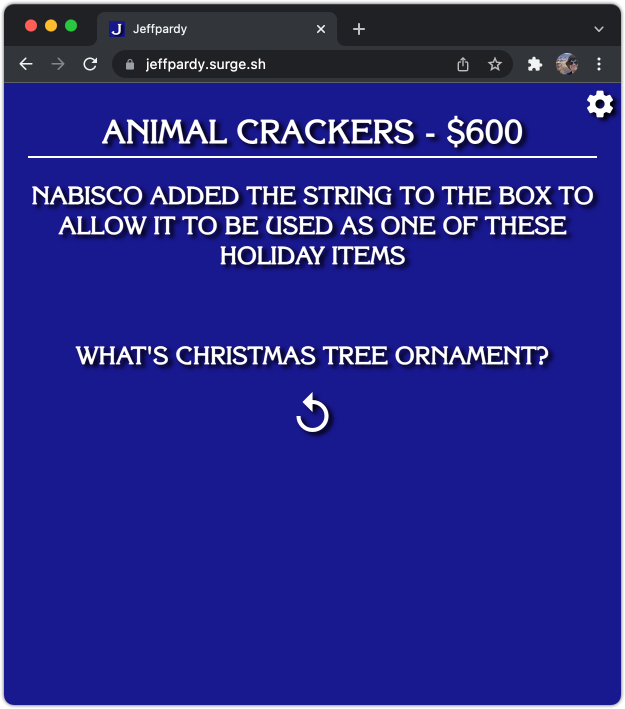 Jeffpardy
jeffpardy.surge.sh
ANIMAL CRACKERS - $600
NABISCO ADDED THE STRING TO THE BOX TO
ALLOW IT TO BE USED AS ONE OF THESE
HOLIDAY ITEMS
WHAT'S CHRISTMAS TREE ORNAMENT?